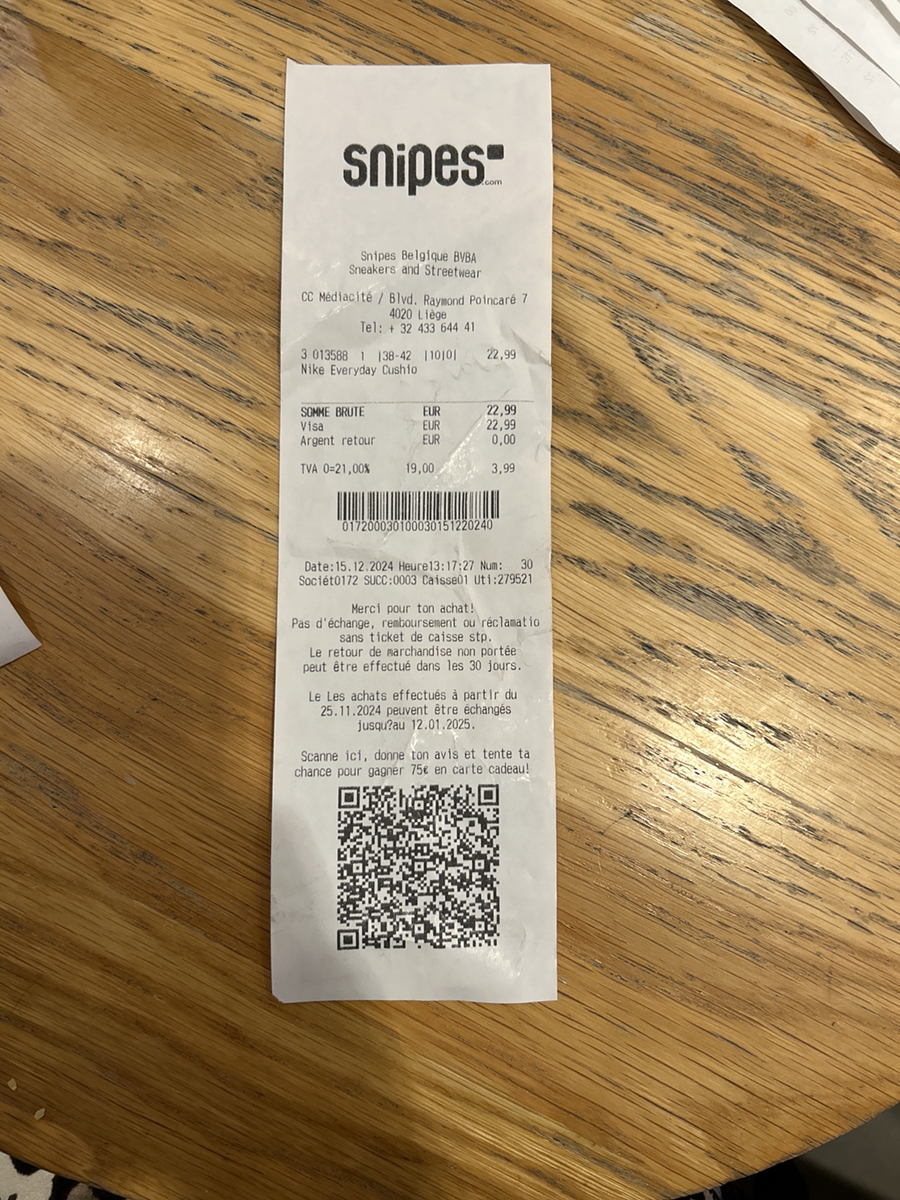 snipes
.com
Snipes Belgique BVBA
Sneakers and Streetwear
CC Médiacité / Blvd. Raymond Poincaré 7
4020 Liège
Tel: + 32 433 644 41
3 013588 1 |38-42 |10|0| 22,99
Nike Everyday Cushio
SOMME BRUTE EUR 22,99
Visa EUR 22,99
Argent retour EUR 0,00
TVA 0=21,00% 19,00 3,99
017200030100030151220240
Date:15.12.2024 Heure13:17:27 Num: 30
Sociét0172 SUCC:0003 Caisse01 Uti:279521
Merci pour ton achat!
Pas d'échange, remboursement ou réclamatio
sans ticket de caisse stp.
Le retour de marchandise non portée
peut être effectué dans les 30 jours.
Le Les achats effectués à partir du
25.11.2024 peuvent être échangés
jusqu?au 12.01.2025.
Scanne ici, donne ton avis et tente ta
chance pour gagner 75€ en carte cadeau!